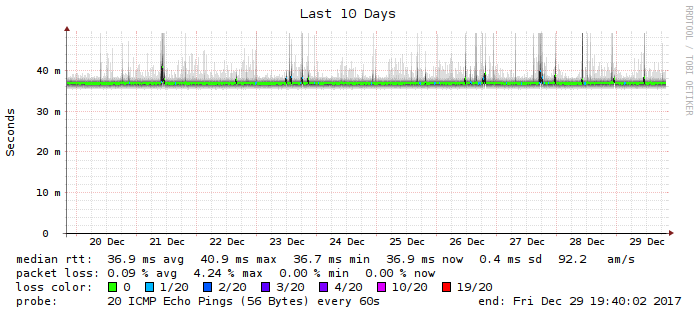 Last 10 Days
RRDTOOL / TOBI OETIKER
Seconds
40 m
30 m
20 m
10 m
0
20 Dec 21 Dec 22 Dec 23 Dec 24 Dec 25 Dec 26 Dec 27 Dec 28 Dec 29 Dec
median rtt: 36.9 ms avg 40.9 ms max 36.7 ms min 36.9 ms now 0.4 ms sd 92.2 am/s
packet loss: 0.09 % avg 4.24 % max 0.00 % min 0.00 % now
loss color: 0 1/20 2/20 3/20 4/20 10/20 19/20
probe: 20 ICMP Echo Pings (56 Bytes) every 60s end: Fri Dec 29 19:40:02 2017